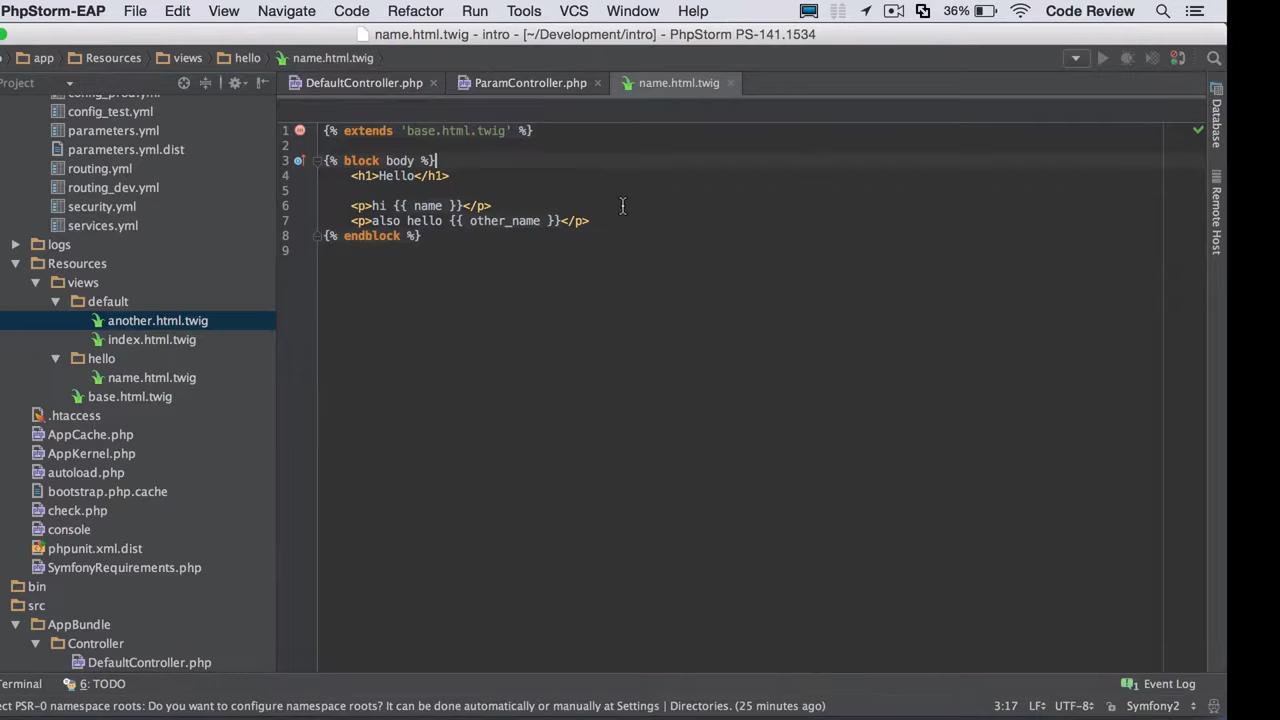 PhpStorm-EAP File Edit View Navigate Code Refactor Run Tools VCS Window Help 36% Code Review
name.html.twig - intro - [~/Development/intro] - PhpStorm PS-141.1534
app Resources views hello name.html.twig
Project
DefaultController.php ParamController.php name.html.twig
config_prod.yml
config_test.yml
parameters.yml
parameters.yml.dist
routing.yml
routing_dev.yml
security.yml
services.yml
logs
Resources
views
default
another.html.twig
index.html.twig
hello
name.html.twig
base.html.twig
.htaccess
AppCache.php
AppKernel.php
autoload.php
bootstrap.php.cache
check.php
console
phpunit.xml.dist
SymfonyRequirements.php
bin
src
AppBundle
Controller
DefaultController.php
1 {% extends 'base.html.twig' %}
2
3 {% block body %}
4 <h1>Hello</h1>
5
6 <p>hi {{ name }}</p>
7 <p>also hello {{ other_name }}</p>
8 {% endblock %}
9
Database
Remote Host
Terminal 6: TODO 1 Event Log
ect PSR-0 namespace roots: Do you want to configure namespace roots? It can be done automatically or manually at Settings | Directories. (25 minutes ago) 3:17 LF UTF-8 Symfony2